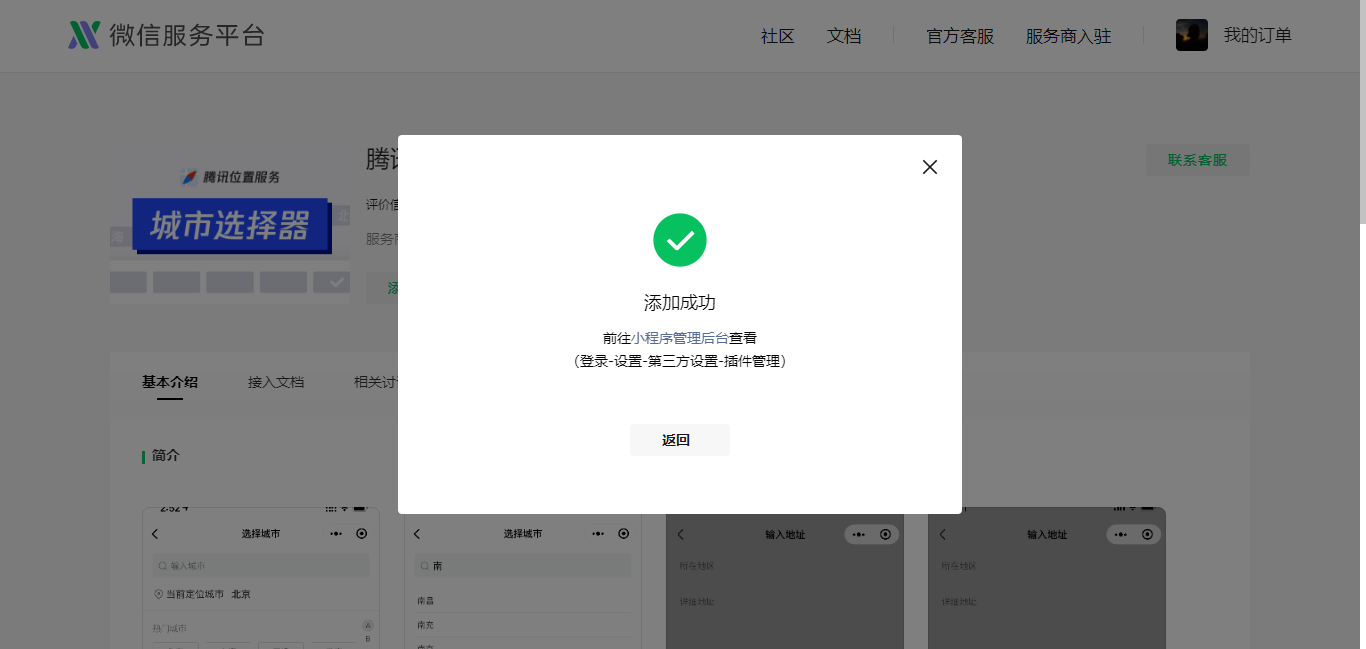 微信服务平台
社区
文档
官方客服
服务商入驻
我的订单
腾讯位置服务
城市选择器
腾讯
评价信
联系客服
添加成功
前往小程序管理后台查看
（登录-设置-第三方设置-插件管理）
返回
基本介绍
接入文档
相关讨
简介
选择城市
输入城市
当前定位城市 北京
热门城市
A
B
选择城市
南
南昌
南充
输入地址
所在地区
详细地址
输入地址
所在地区
详细地址